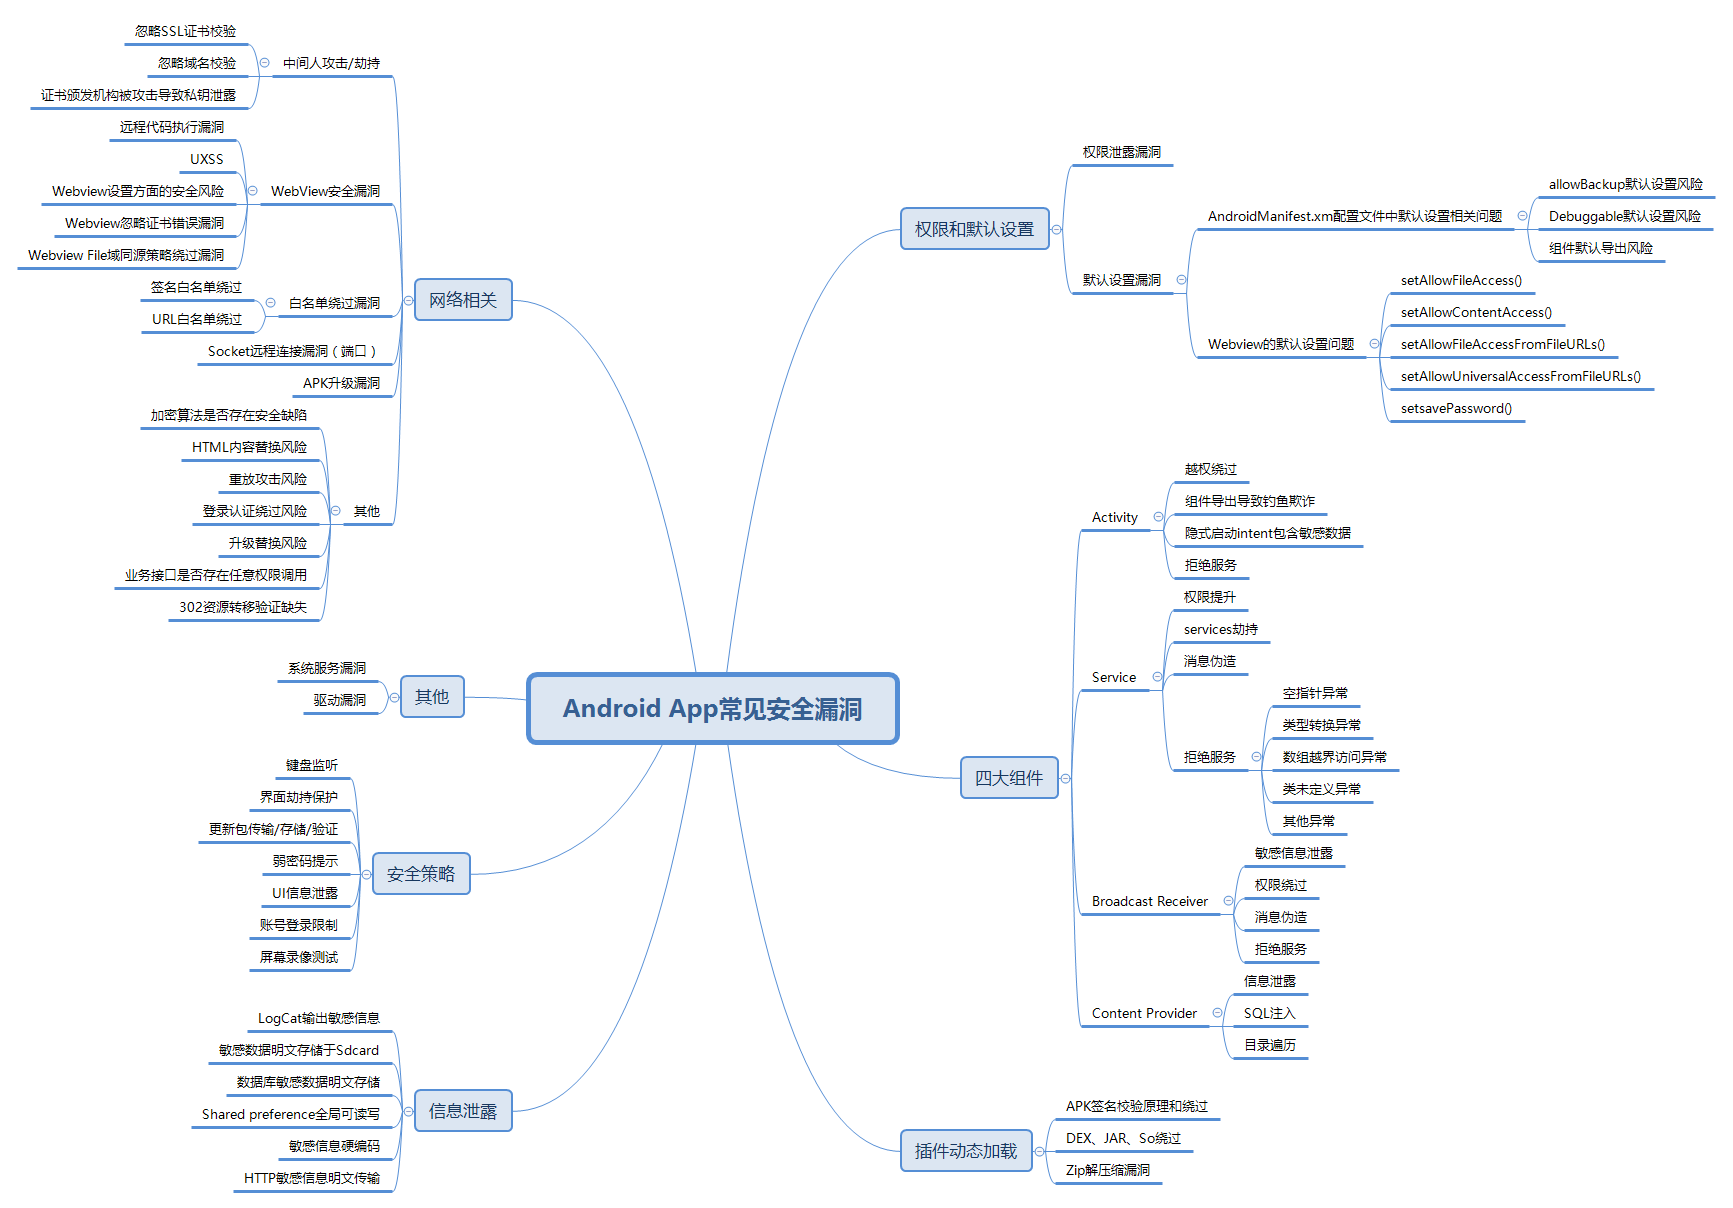 Android App常见安全漏洞
权限和默认设置
权限泄露漏洞
默认设置漏洞
AndroidManifest.xm配置文件中默认设置相关问题
allowBackup默认设置风险
Debuggable默认设置风险
组件默认导出风险
Webview的默认设置问题
setAllowFileAccess()
setAllowContentAccess()
setAllowFileAccessFromFileURLs()
setAllowUniversalAccessFromFileURLs()
setsavePassword()
四大组件
Activity
越权绕过
组件导出导致钓鱼欺诈
隐式启动intent包含敏感数据
拒绝服务
Service
权限提升
services劫持
消息伪造
拒绝服务
空指针异常
类型转换异常
数组越界访问异常
类未定义异常
其他异常
Broadcast Receiver
敏感信息泄露
权限绕过
消息伪造
拒绝服务
Content Provider
信息泄露
SQL注入
目录遍历
插件动态加载
APK签名校验原理和绕过
DEX、JAR、So绕过
Zip解压缩漏洞
网络相关
中间人攻击/劫持
忽略SSL证书校验
忽略域名校验
证书颁发机构被攻击导致私钥泄露
WebView安全漏洞
远程代码执行漏洞
UXSS
Webview设置方面的安全风险
Webview忽略证书错误漏洞
Webview File域同源策略绕过漏洞
白名单绕过漏洞
签名白名单绕过
URL白名单绕过
Socket远程连接漏洞（端口）
APK升级漏洞
其他
加密算法是否存在安全缺陷
HTML内容替换风险
重放攻击风险
登录认证绕过风险
升级替换风险
业务接口是否存在任意权限调用
302资源转移验证缺失
其他
系统服务漏洞
驱动漏洞
安全策略
键盘监听
界面劫持保护
更新包传输/存储/验证
弱密码提示
UI信息泄露
账号登录限制
屏幕录像测试
信息泄露
LogCat输出敏感信息
敏感数据明文存储于Sdcard
数据库敏感数据明文存储
Shared preference全局可读写
敏感信息硬编码
HTTP敏感信息明文传输